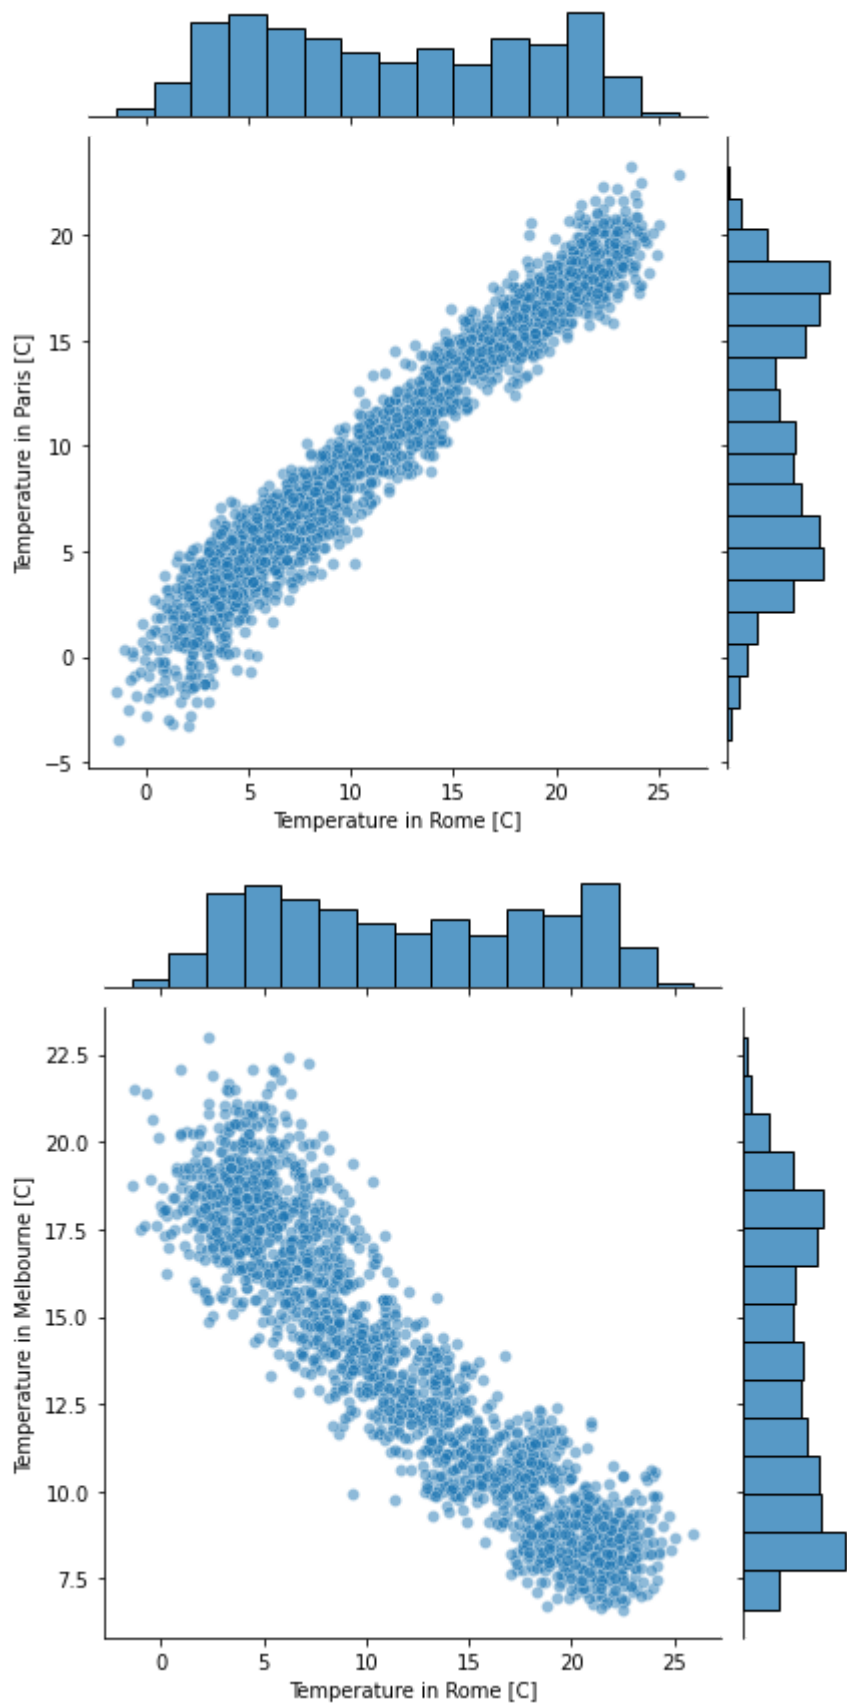 20
15
10
5
0
−5
Temperature in Paris [C]
0 5 10 15 20 25
Temperature in Rome [C]
22.5
20.0
17.5
15.0
12.5
10.0
7.5
Temperature in Melbourne [C]
0 5 10 15 20 25
Temperature in Rome [C]